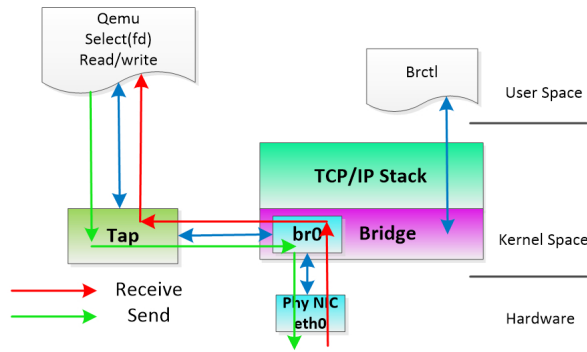 Qemu
Select(fd)
Read/write
Brctl
User Space
TCP/IP Stack
Tap
br0
Bridge
Kernel Space
Receive
Send
Phy NIC
eth0
Hardware